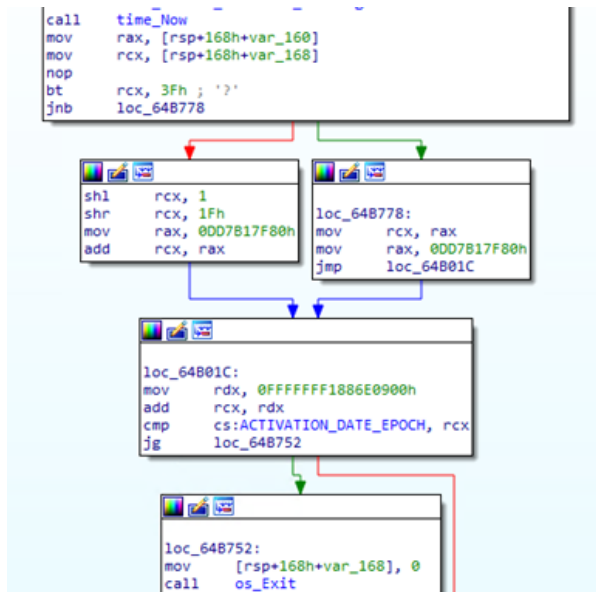 call time_Now
mov rax, [rsp+168h+var_160]
mov rcx, [rsp+168h+var_168]
nop
bt rcx, 3Fh ; '?'
jnb loc_64B778
shl rcx, 1
shr rcx, 1Fh
mov rax, 0DD7B17F80h
add rcx, rax
loc_64B778:
mov rcx, rax
mov rax, 0DD7B17F80h
jmp loc_64B01C
loc_64B01C:
mov rdx, 0FFFFFFF1886E0900h
add rcx, rdx
cmp cs:ACTIVATION_DATE_EPOCH, rcx
jg loc_64B752
loc_64B752:
mov [rsp+168h+var_168], 0
call os_Exit